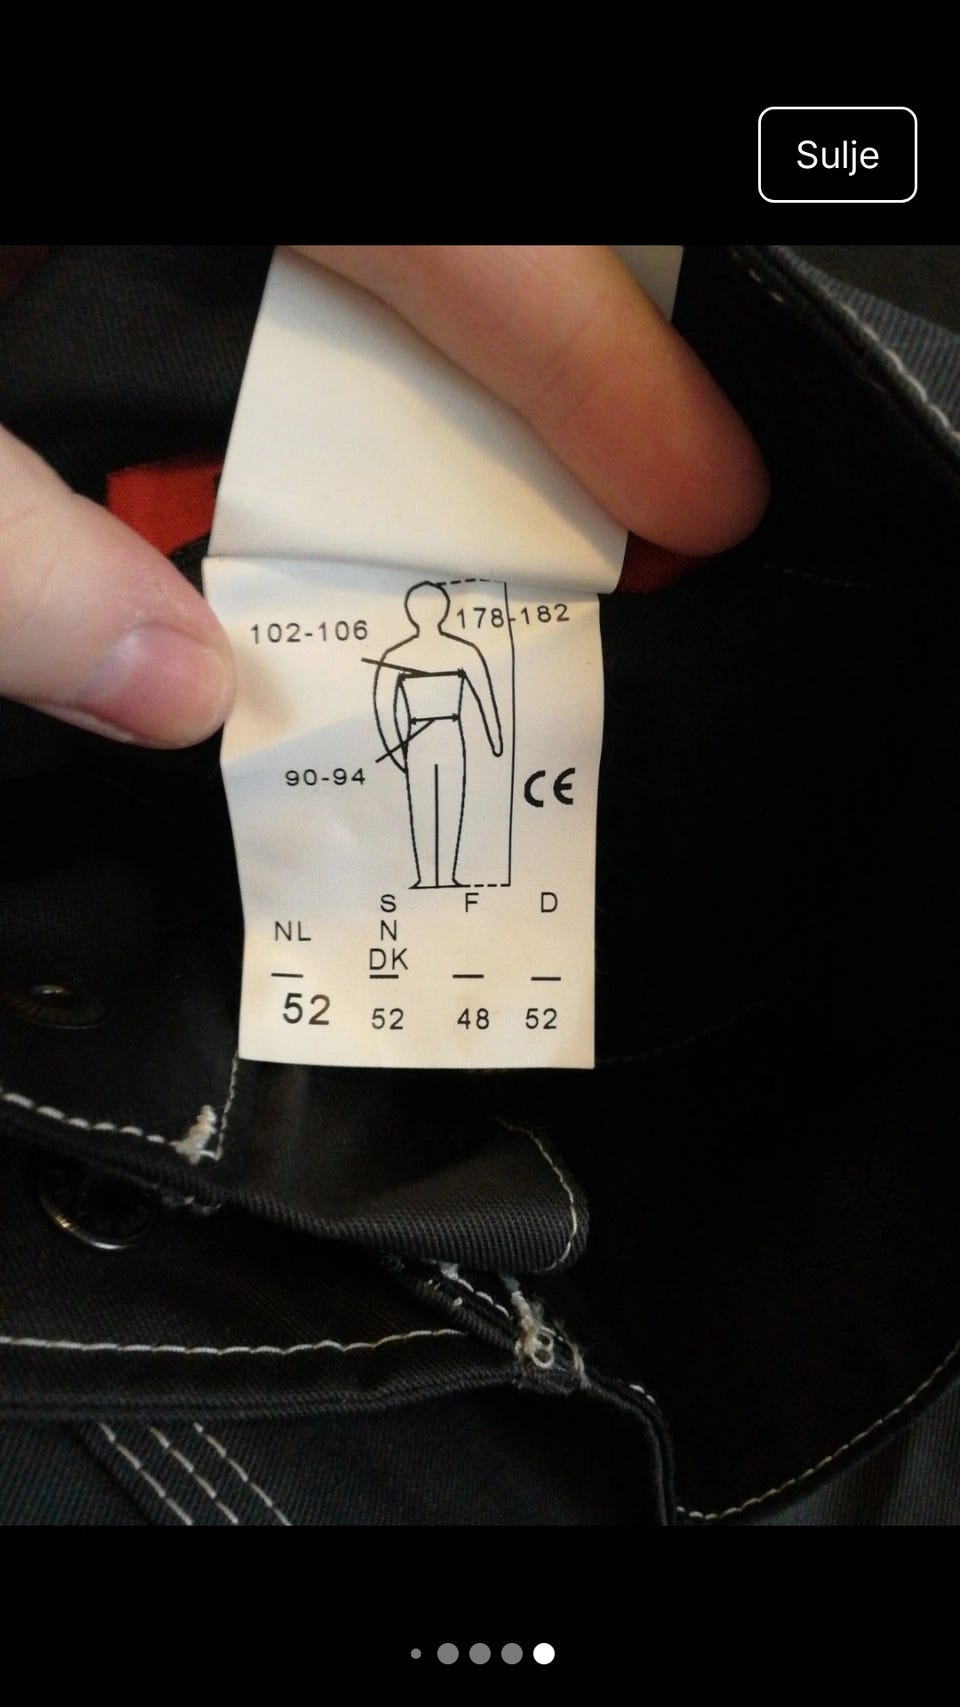 Sulje
102-106
178-182
90-94
CE
S F D
NL N
DK
52 52 48 52